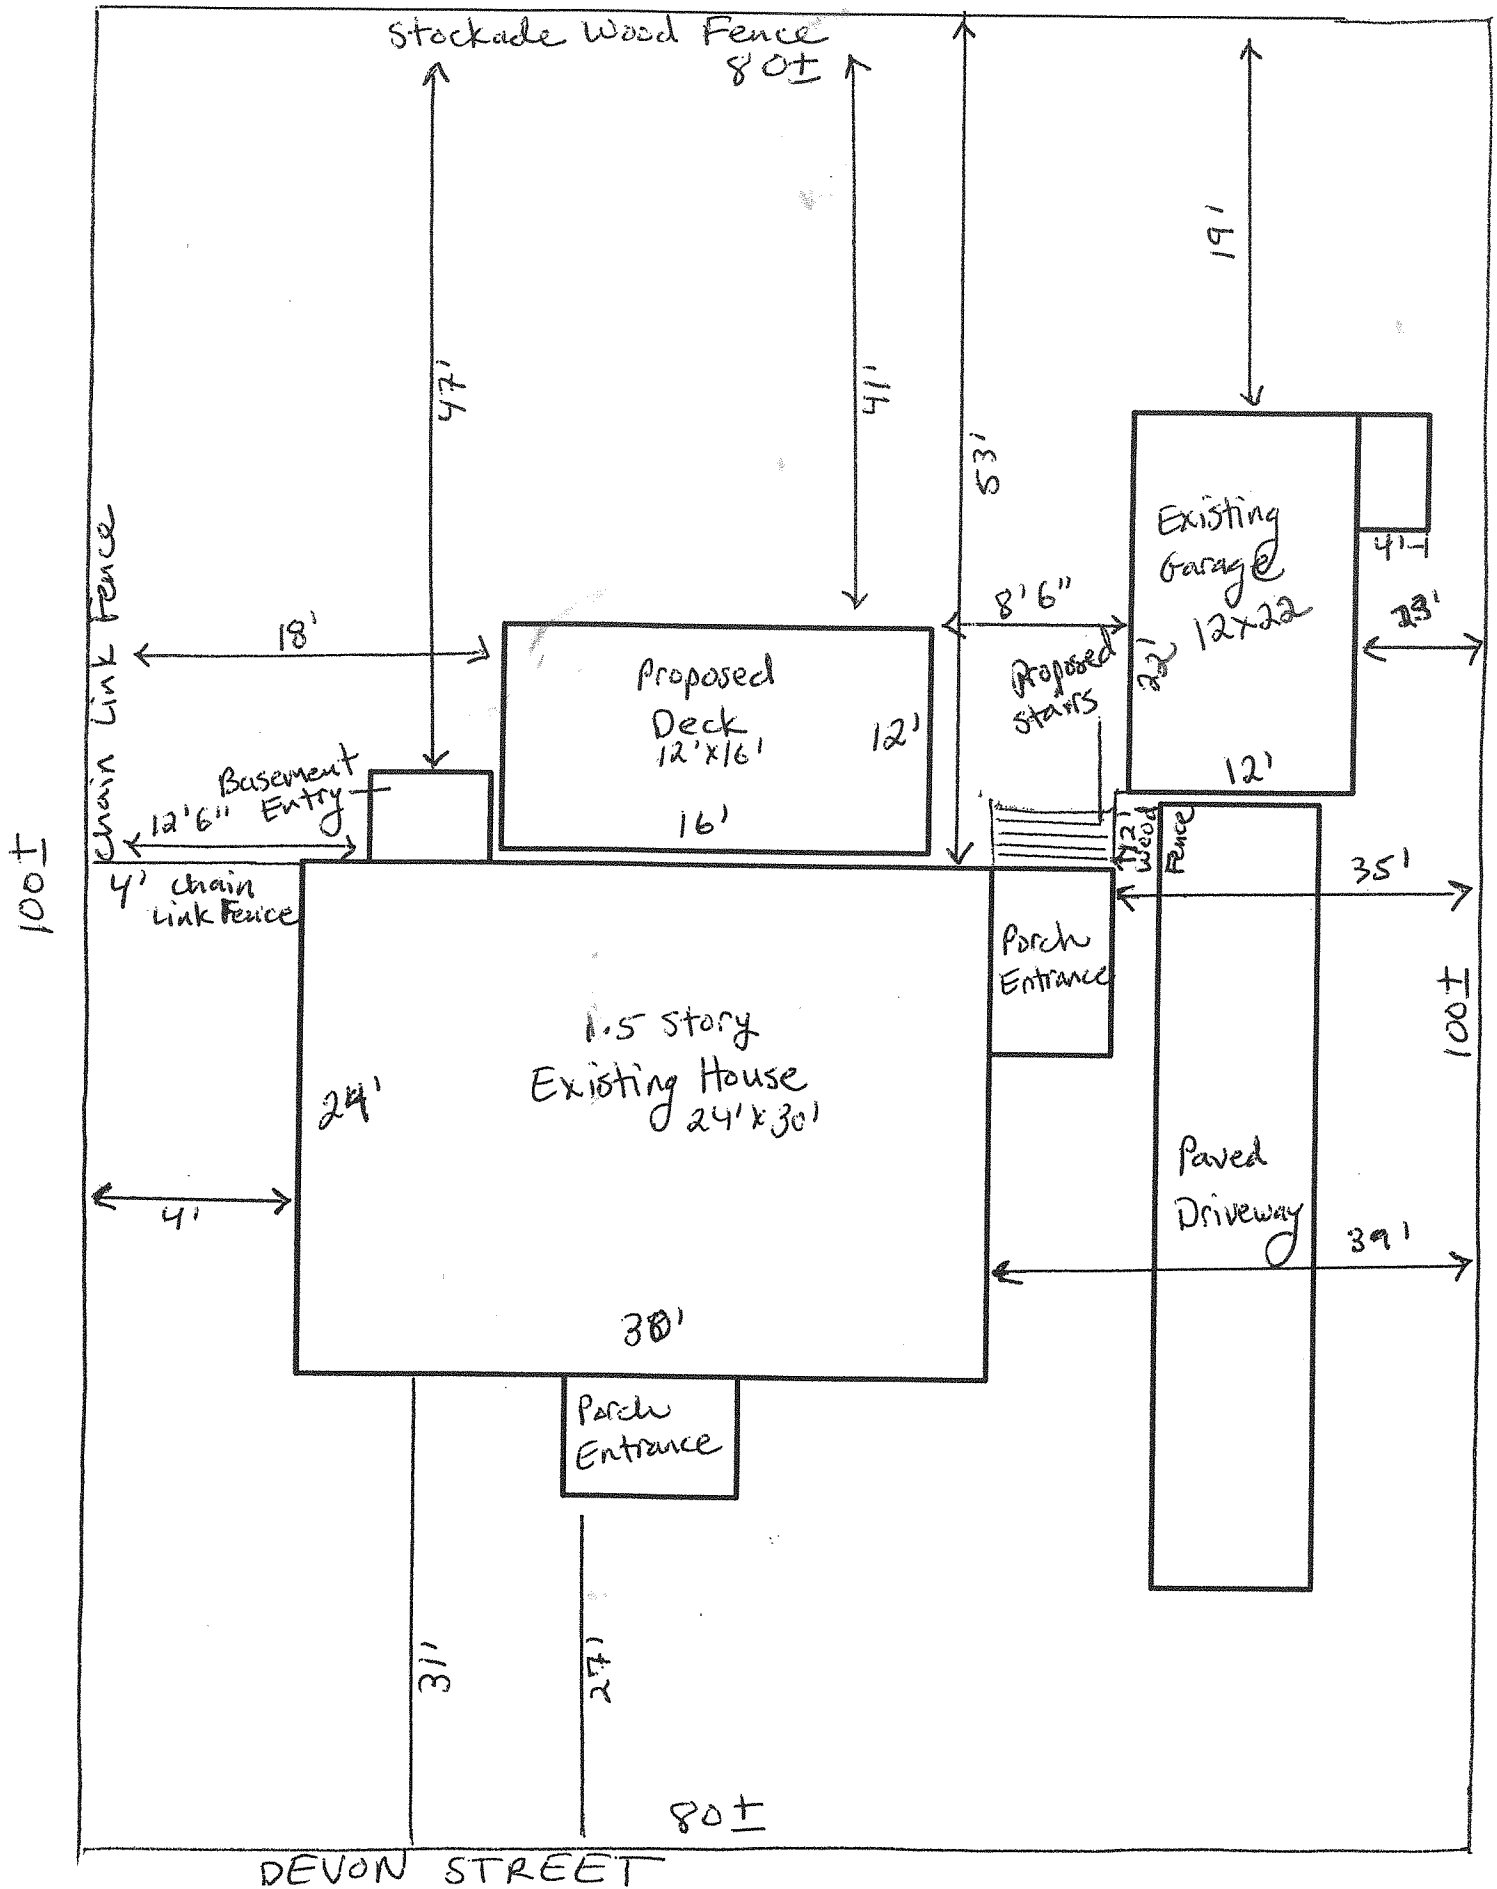 Stockade Wood Fence
80±
19'
47'
41'
53'
Chain Link Fence
Existing
Garage
12x22
4'
8'6"
18'
22'
Proposed
Stairs
Proposed
Deck
12'x16'
12'
16'
12'
Basement
Entry
12'6"
Wood
Fence
4' Chain
Link Fence
100±
35'
Porch
Entrance
100±
1.5 Story
Existing House
24'x30'
24'
Paved
Driveway
4'
39'
30'
Porch
Entrance
31'
27'
80±
DEVON STREET